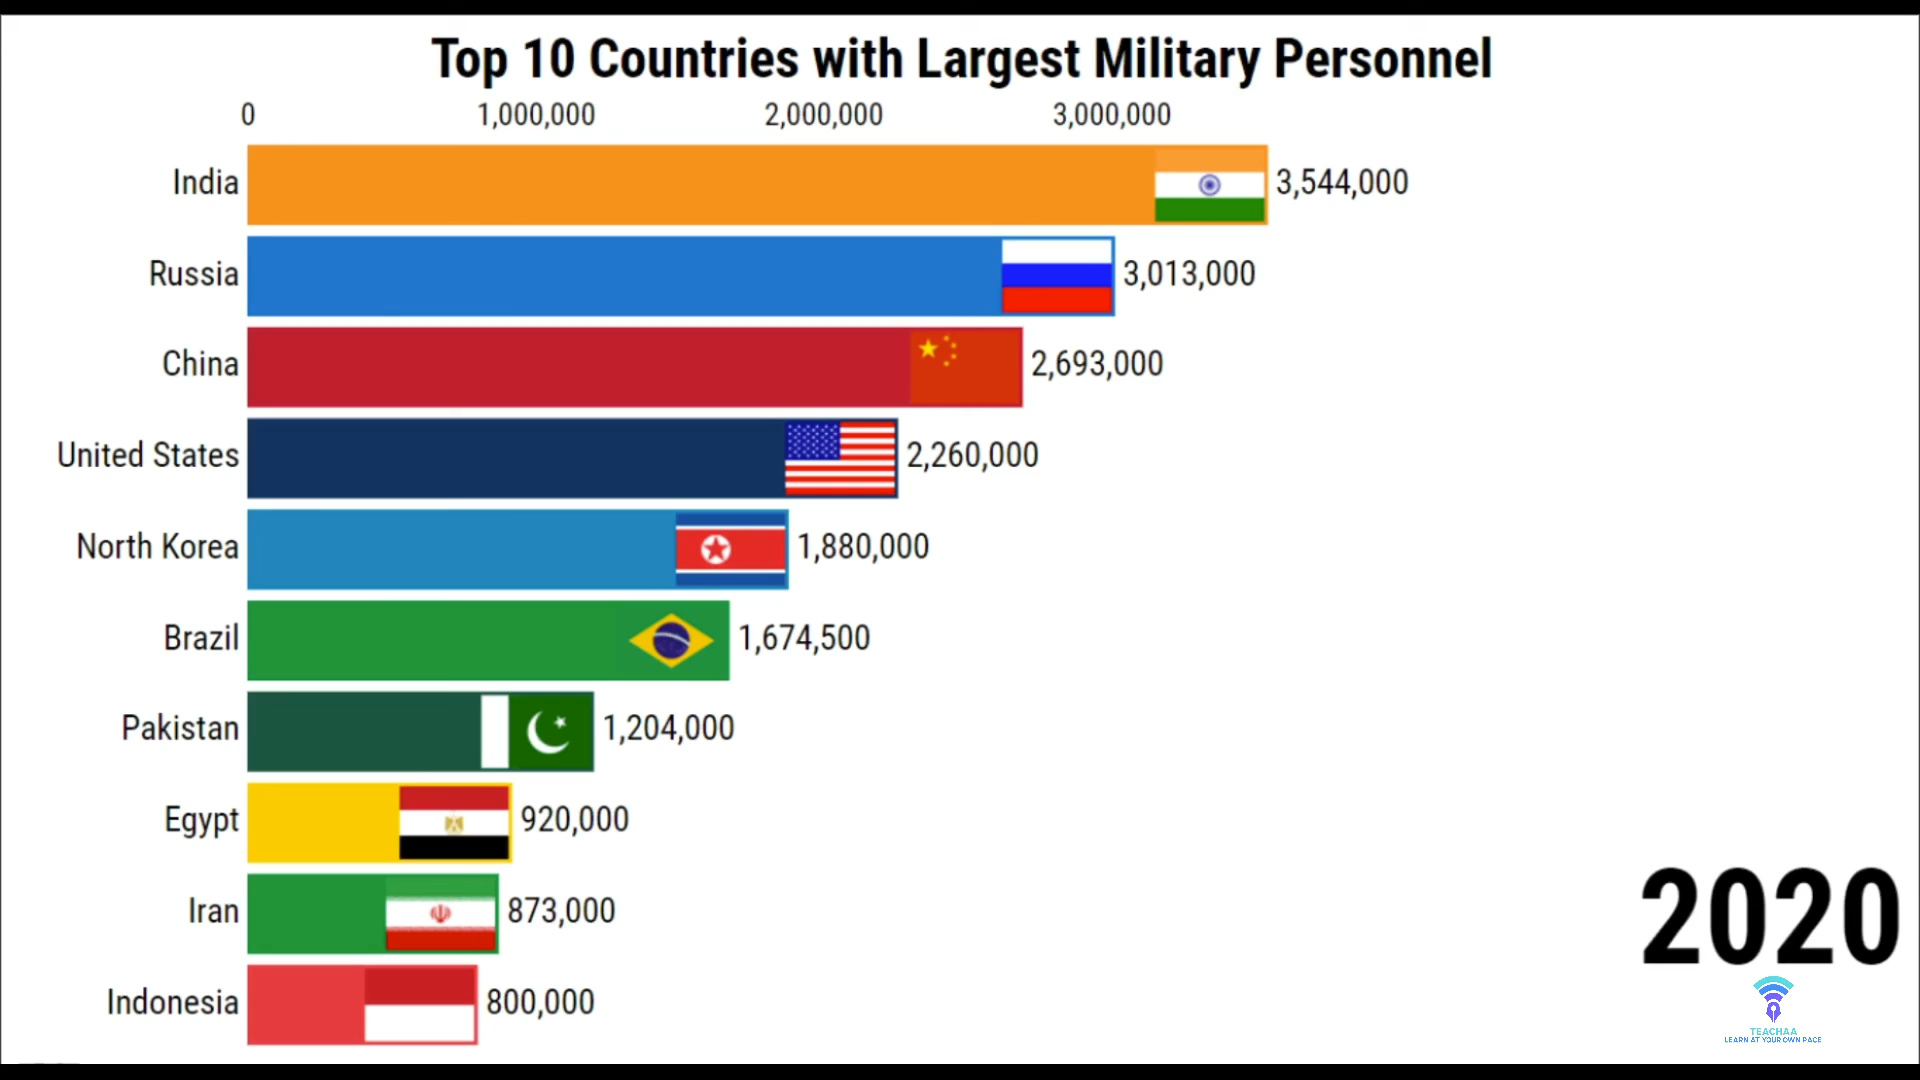 Top 10 Countries with Largest Military Personnel
0 1,000,000 2,000,000 3,000,000
India 3,544,000
Russia 3,013,000
China 2,693,000
United States 2,260,000
North Korea 1,880,000
Brazil 1,674,500
Pakistan 1,204,000
Egypt 920,000
Iran 873,000
Indonesia 800,000
2020
TEACHAA
LEARN AT YOUR OWN PACE